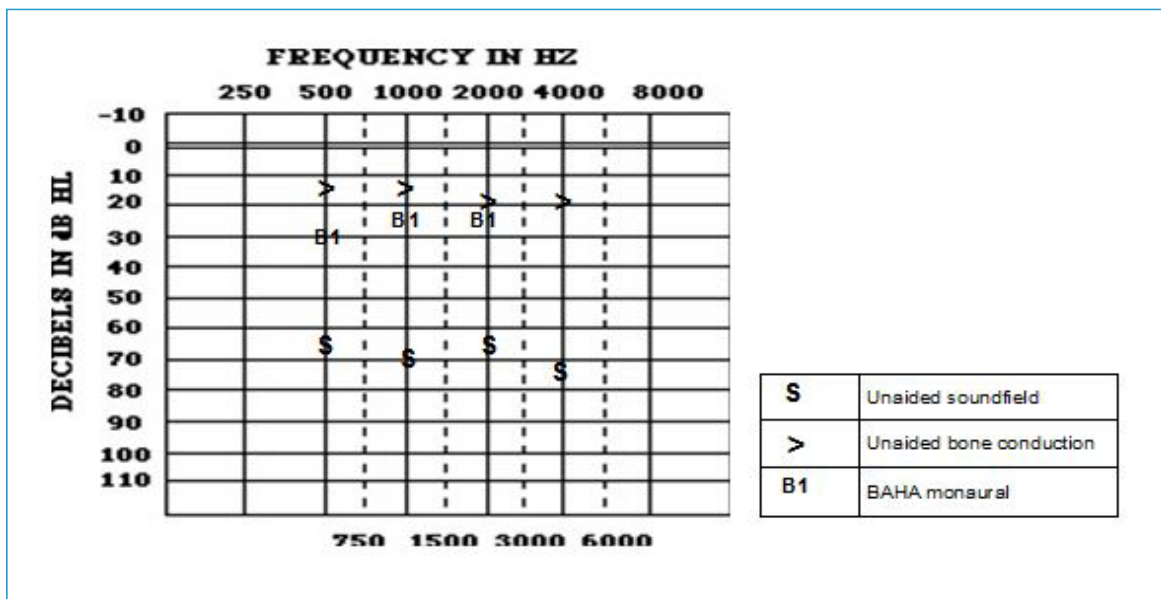 FREQUENCY IN HZ
250 500 1000 2000 4000 8000
DECIBELS IN dB HL
-10
0
10
20
30
40
50
60
70
80
90
100
110
> > > >
B1 B1 B1
S S S S
750 1500 3000 6000
S Unaided soundfield
> Unaided bone conduction
B1 BAHA monaural